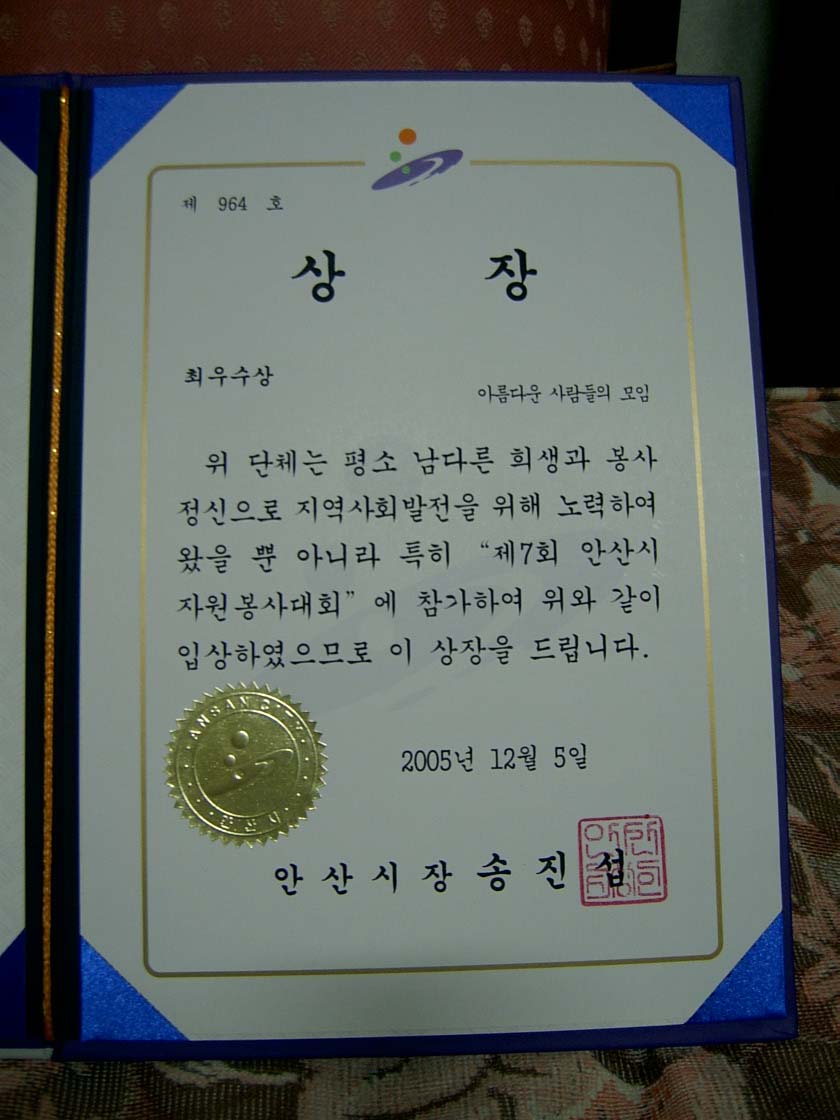 제 964 호
상 장
최우수상
아름다운 사람들의 모임
위 단체는 평소 남다른 희생과 봉사
정신으로 지역사회발전을 위해 노력하여
왔을 뿐 아니라 특히 “제7회 안산시
자원봉사대회” 에 참가하여 위와 같이
입상하였으므로 이 상장을 드립니다.
ANSAN CITY
안산시
2005년 12월 5일
안산시장 송진섭